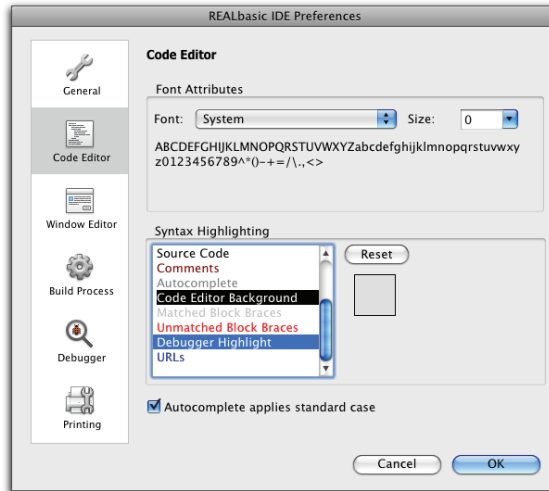 REALbasic IDE Preferences
General
Code Editor
Window Editor
Build Process
Debugger
Printing
Code Editor
Font Attributes
Font: System Size: 0
ABCDEFGHIJKLMNOPQRSTUVWXYZabcdefghijklmnopqrstuvwxy
z0123456789^*()-+=/\.,<>
Syntax Highlighting
Source Code
Comments
Autocomplete
Code Editor Background
Matched Block Braces
Unmatched Block Braces
Debugger Highlight
URLs
Reset
Autocomplete applies standard case
Cancel OK